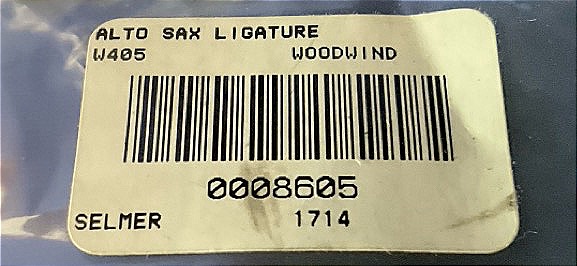 ALTO SAX LIGATURE
W405 WOODWIND
0008605
SELMER 1714